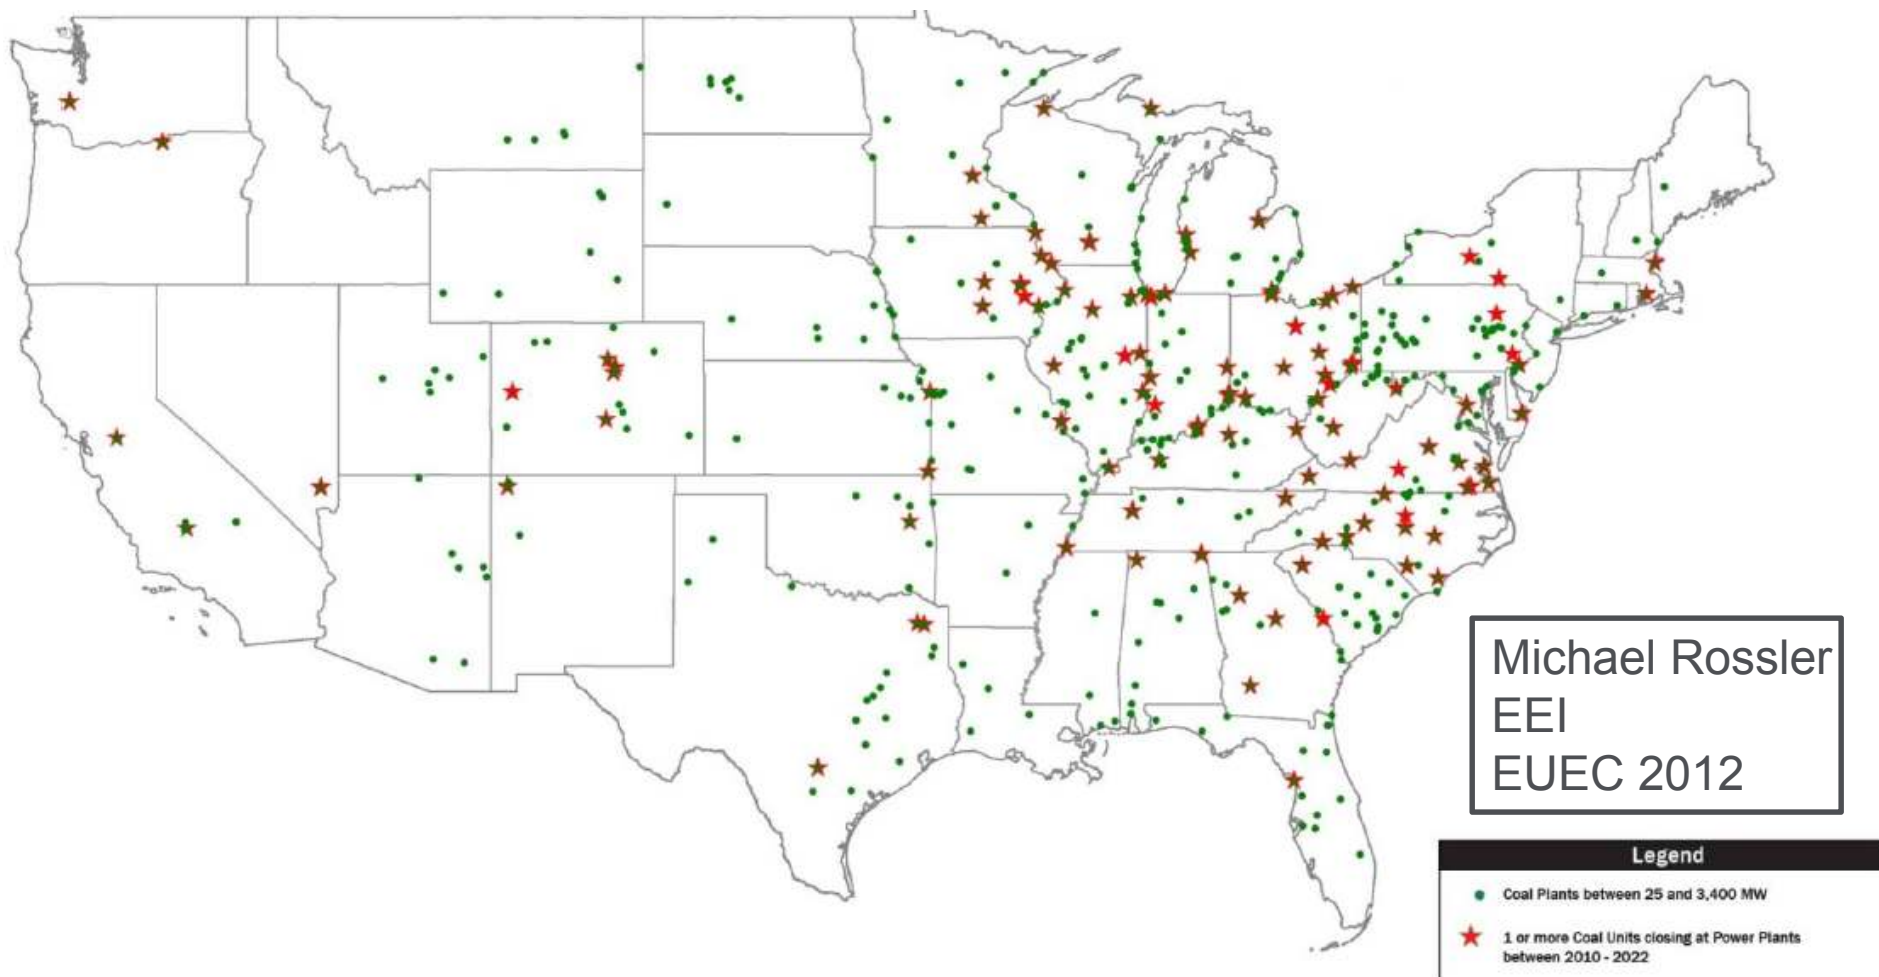 Michael Rossler
EEI
EUEC 2012
Legend
Coal Plants between 25 and 3,400 MW
1 or more Coal Units closing at Power Plants
between 2010 - 2022